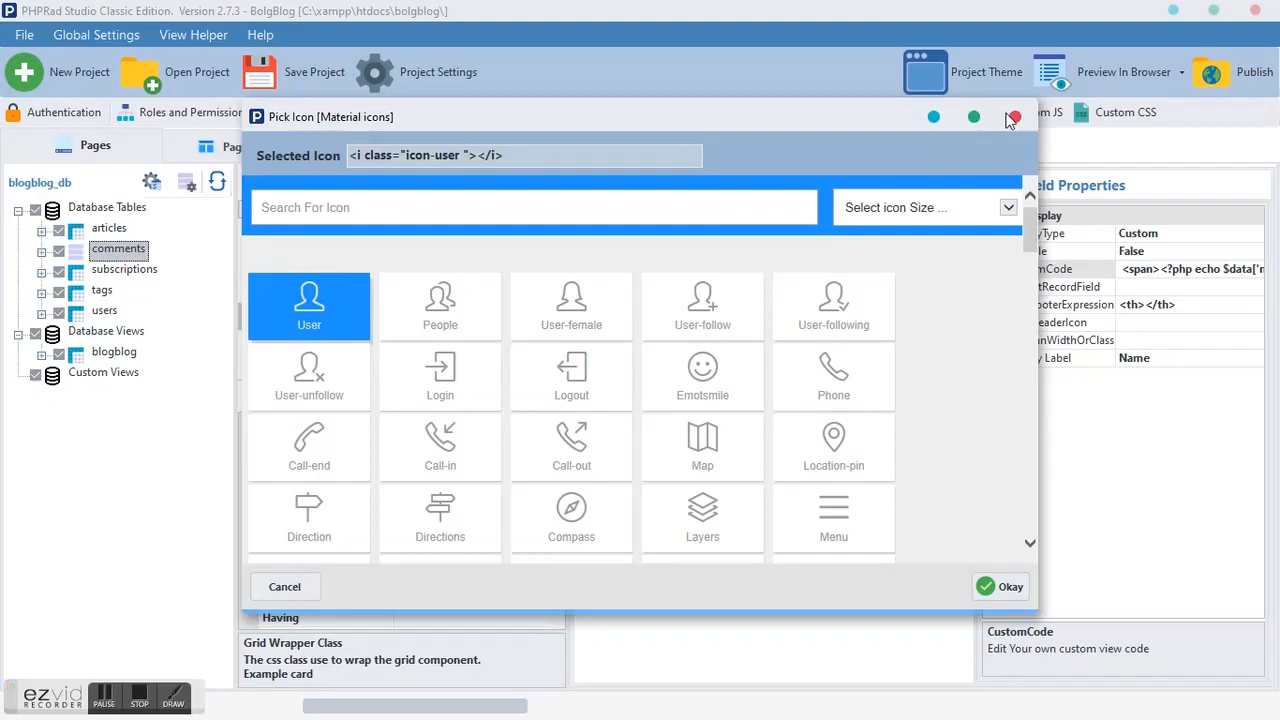 PHPRad Studio Classic Edition. Version 2.7.3 - BolgBlog [C:\xampp\htdocs\bolgblog\]
File Global Settings View Helper Help
New Project Open Project Save Project Project Settings Project Theme Preview In Browser Publish
Authentication Roles and Permission om JS Custom CSS
Pick Icon [Material icons]
Pages Pag
Selected Icon <i class="icon-user "></i>
blogblog_db
Search For Icon Select icon Size ...
eld Properties
Database Tables
articles
comments
subscriptions
tags
users
Database Views
blogblog
Custom Views
User People User-female User-follow User-following
User-unfollow Login Logout Emotsmile Phone
Call-end Call-in Call-out Map Location-pin
Direction Directions Compass Layers Menu
Cancel Okay
splay
yType Custom
le False
omCode <span><?php echo $data['n
tRecordField
ooterExpression <th></th>
eaderIcon
nWidthOrClass
y Label Name
Having
Grid Wrapper Class
The css class use to wrap the grid component.
Example card
CustomCode
Edit Your own custom view code
ezvid
RECORDER
PAUSE STOP DRAW